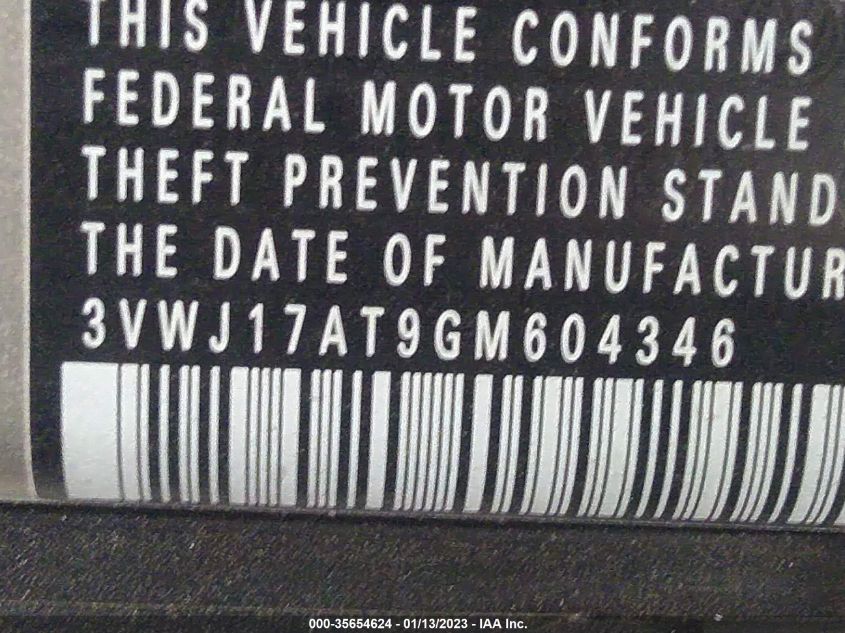 THIS VEHICLE CONFORMS
FEDERAL MOTOR VEHICLE
THEFT PREVENTION STAND
THE DATE OF MANUFACTUR
3VWJ17AT9GM604346
000-35654624 - 01/13/2023 - IAA Inc.